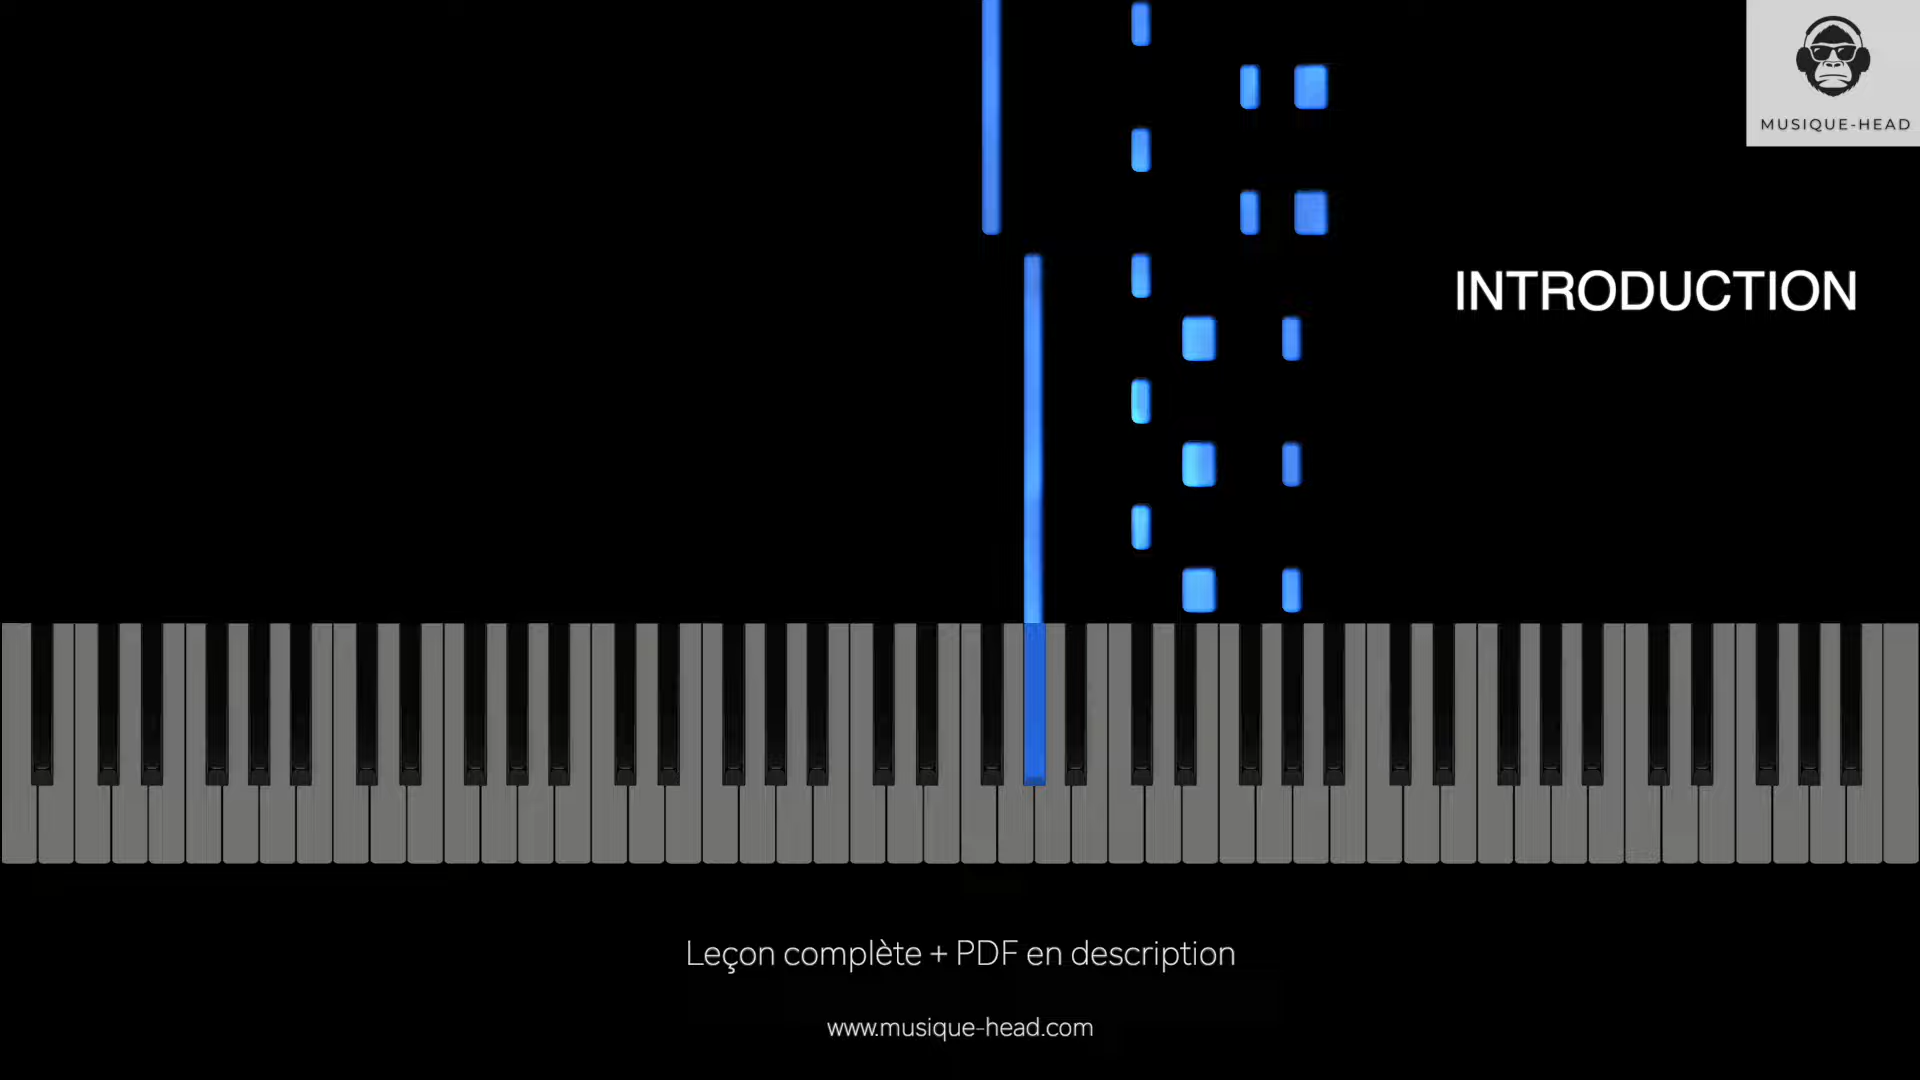 MUSIQUE-HEAD
INTRODUCTION
Leçon complète + PDF en description
www.musique-head.com